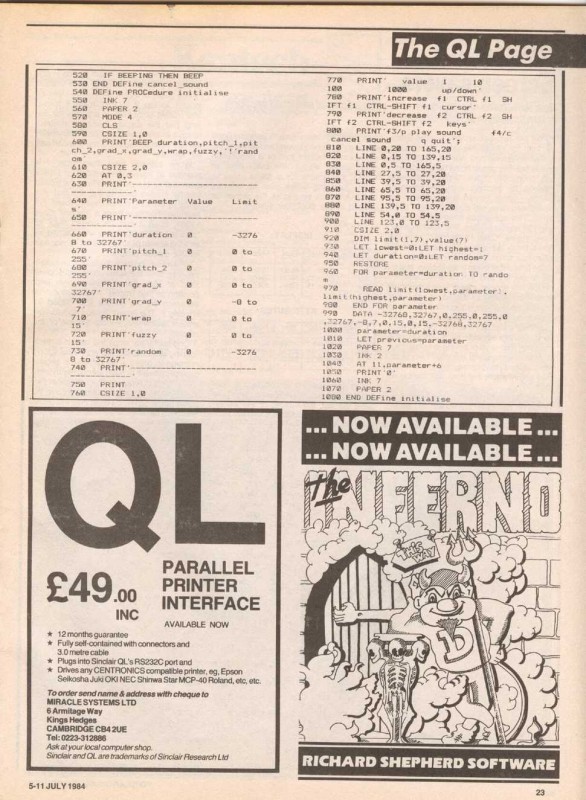 The QL Page
520 IF BEEPING THEN BEEP
530 END DEFine cancel_sound
540 DEFine PROCedure initialise
550 INK 7
560 PAPER 2
570 MODE 4
580 CLS
590 CSIZE 1,0
600 PRINT'BEEP duration,pitch_1,pit
ch_2,grad_x,grad_y,wrap,fuzzy,'!'rand
om
610 CSIZE 2,0
620 AT 0,3
630 PRINT'--------------------
--------------'
640 PRINT'Parameter Value Limit
s'
650 PRINT'--------------------
--------------'
660 PRINT'duration 0 -3276
8 to 32767'
670 PRINT'pitch_1 0 0 to
255'
680 PRINT'pitch_2 0 0 to
255'
690 PRINT'grad_x 0 0 to
32767'
700 PRINT'grad_y 0 -8 to
7'
710 PRINT'wrap 0 0 to
15'
720 PRINT'fuzzy 0 0 to
15'
730 PRINT'random 0 -3276
8 to 32767'
740 PRINT'--------------------
--------------'
750 PRINT
760 CSIZE 1,0
770 PRINT' value 1 10
100 1000 up/down'
780 PRINT'increase f1 CTRL f1 SH
IFT f1 CTRL-SHIFT f1 cursor'
790 PRINT'decrease f2 CTRL f2 SH
IFT f2 CTRL-SHIFT f2 keys'
800 PRINT'f3/p play sound f4/c
cancel sound q quit';
810 LINE 0,20 TO 165,20
820 LINE 0,15 TO 139,15
830 LINE 0,5 TO 165,5
840 LINE 27,5 TO 27,20
850 LINE 39,5 TO 39,20
860 LINE 65,5 TO 65,20
870 LINE 95,5 TO 95,20
880 LINE 139,5 TO 139,20
890 LINE 54,0 TO 54,5
900 LINE 123,0 TO 123,5
910 CSIZE 2,0
920 DIM limit(1,7),value(7)
930 LET lowest=0:LET highest=1
940 LET duration=0:LET random=7
950 RESTORE
960 FOR parameter=duration TO rando
m
970 READ limit(lowest,parameter),
limit(highest,parameter)
980 END FOR parameter
990 DATA -32768,32767,0,255,0,255,0
,32767,-8,7,0,15,0,15,-32768,32767
1000 parameter=duration
1010 LET previous=parameter
1020 PAPER 7
1030 INK 2
1040 AT 11,parameter+6
1050 PRINT'0'
1060 INK 7
1070 PAPER 2
1080 END DEFine initialise
QL
£49.00
INC
PARALLEL
PRINTER
INTERFACE
AVAILABLE NOW
★ 12 months guarantee
★ Fully self-contained with connectors and
3.0 metre cable
★ Plugs into Sinclair QL's RS232C port and
★ Drives any CENTRONICS compatible printer, eg, Epson
Seikosha Juki OKI NEC Shinwa Star MCP-40 Roland, etc, etc.
To order send name & address with cheque to
MIRACLE SYSTEMS LTD
6 Armitage Way
Kings Hedges
CAMBRIDGE CB4 2UE
Tel: 0223-312886
Ask at your local computer shop.
Sinclair and QL are trademarks of Sinclair Research Ltd
... NOW AVAILABLE ...
... NOW AVAILABLE ...
the
INFERNO
THIS WAY
RICHARD SHEPHERD SOFTWARE
5-11 JULY 1984
23